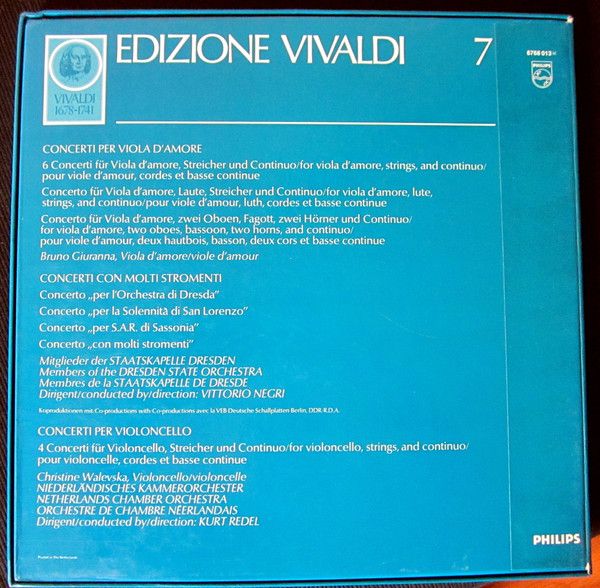 EDIZIONE VIVALDI 7
6768 013
PHILIPS
VIVALDI
1678-1741
CONCERTI PER VIOLA D'AMORE
6 Concerti für Viola d'amore, Streicher und Continuo/for viola d'amore, strings, and continuo/
pour viole d'amour, cordes et basse continue
Concerto für Viola d'amore, Laute, Streicher und Continuo/for viola d'amore, lute,
strings, and continuo/pour viole d'amour, luth, cordes et basse continue
Concerto für Viola d'amore, zwei Oboen, Fagott, zwei Hörner und Continuo/
for viola d'amore, two oboes, bassoon, two horns, and continuo/
pour viole d'amour, deux hautbois, basson, deux cors et basse continue
Bruno Giuranna, Viola d'amore/viole d'amour
CONCERTI CON MOLTI STROMENTI
Concerto „per l'Orchestra di Dresda"
Concerto „per la Solennità di San Lorenzo"
Concerto „per S.A.R. di Sassonia"
Concerto „con molti stromenti"
Mitglieder der STAATSKAPELLE DRESDEN
Members of the DRESDEN STATE ORCHESTRA
Membres de la STAATSKAPELLE DE DRESDE
Dirigent/conducted by/direction: VITTORIO NEGRI
Koproduktionen mit/Co-productions with/Co-productions avec la VEB Deutsche Schallplatten Berlin, DDR/R.D.A.
CONCERTI PER VIOLONCELLO
4 Concerti für Violoncello, Streicher und Continuo/for violoncello, strings, and continuo/
pour violoncelle, cordes et basse continue
Christine Walevska, Violoncello/violoncelle
NIEDERLÄNDISCHES KAMMERORCHESTER
NETHERLANDS CHAMBER ORCHESTRA
ORCHESTRE DE CHAMBRE NÉERLANDAIS
Dirigent/conducted by/direction: KURT REDEL
Printed in the Netherlands
PHILIPS